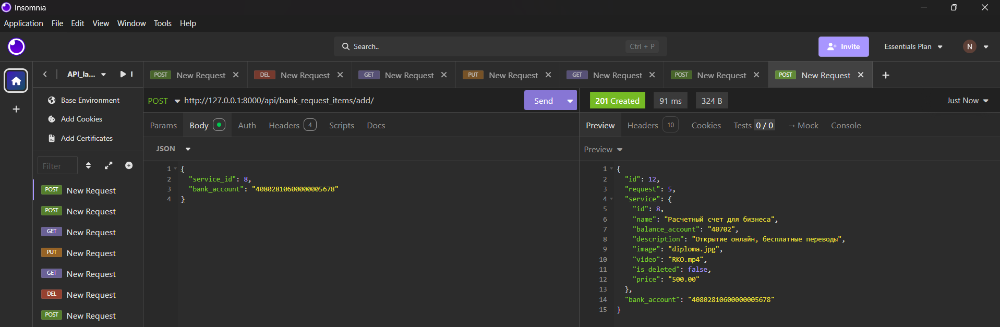 Insomnia
Application File Edit View Window Tools Help
Search.. Ctrl + P
Invite
Essentials Plan
N
API_la...
POST New Request
DEL New Request
GET New Request
PUT New Request
GET New Request
POST New Request
POST New Request
Base Environment
Add Cookies
Add Certificates
Filter
POST New Request
POST New Request
GET New Request
PUT New Request
GET New Request
DEL New Request
POST New Request
POST http://127.0.0.1:8000/api/bank_request_items/add/ Send
Params Body Auth Headers 4 Scripts Docs
JSON
1 {
2 "service_id": 8,
3 "bank_account": "40802810600000005678"
4 }
201 Created 91 ms 324 B Just Now
Preview Headers 10 Cookies Tests 0 / 0 → Mock Console
Preview
1 {
2 "id": 12,
3 "request": 5,
4 "service": {
5 "id": 8,
6 "name": "Расчетный счет для бизнеса",
7 "balance_account": "40702",
8 "description": "Открытие онлайн, бесплатные переводы",
9 "image": "diploma.jpg",
10 "video": "RKO.mp4",
11 "is_deleted": false,
12 "price": "500.00"
13 },
14 "bank_account": "40802810600000005678"
15 }